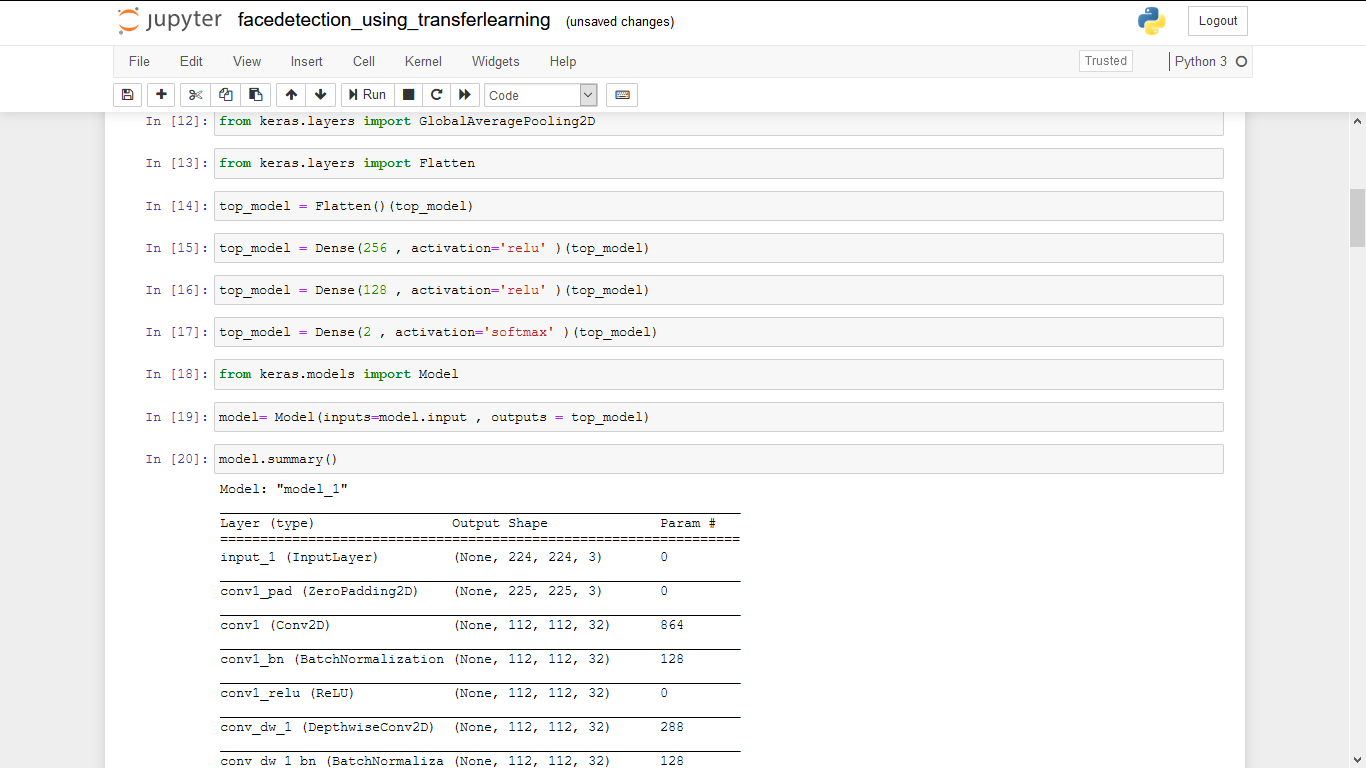 jupyter facedetection_using_transferlearning (unsaved changes) Logout
File Edit View Insert Cell Kernel Widgets Help Trusted Python 3
Run Code
In [12]: from keras.layers import GlobalAveragePooling2D
In [13]: from keras.layers import Flatten
In [14]: top_model = Flatten()(top_model)
In [15]: top_model = Dense(256 , activation='relu' )(top_model)
In [16]: top_model = Dense(128 , activation='relu' )(top_model)
In [17]: top_model = Dense(2 , activation='softmax' )(top_model)
In [18]: from keras.models import Model
In [19]: model= Model(inputs=model.input , outputs = top_model)
In [20]: model.summary()
Model: "model_1"
Layer (type) Output Shape Param #
input_1 (InputLayer) (None, 224, 224, 3) 0
conv1_pad (ZeroPadding2D) (None, 225, 225, 3) 0
conv1 (Conv2D) (None, 112, 112, 32) 864
conv1_bn (BatchNormalization (None, 112, 112, 32) 128
conv1_relu (ReLU) (None, 112, 112, 32) 0
conv_dw_1 (DepthwiseConv2D) (None, 112, 112, 32) 288
conv_dw_1_bn (BatchNormaliza (None, 112, 112, 32) 128